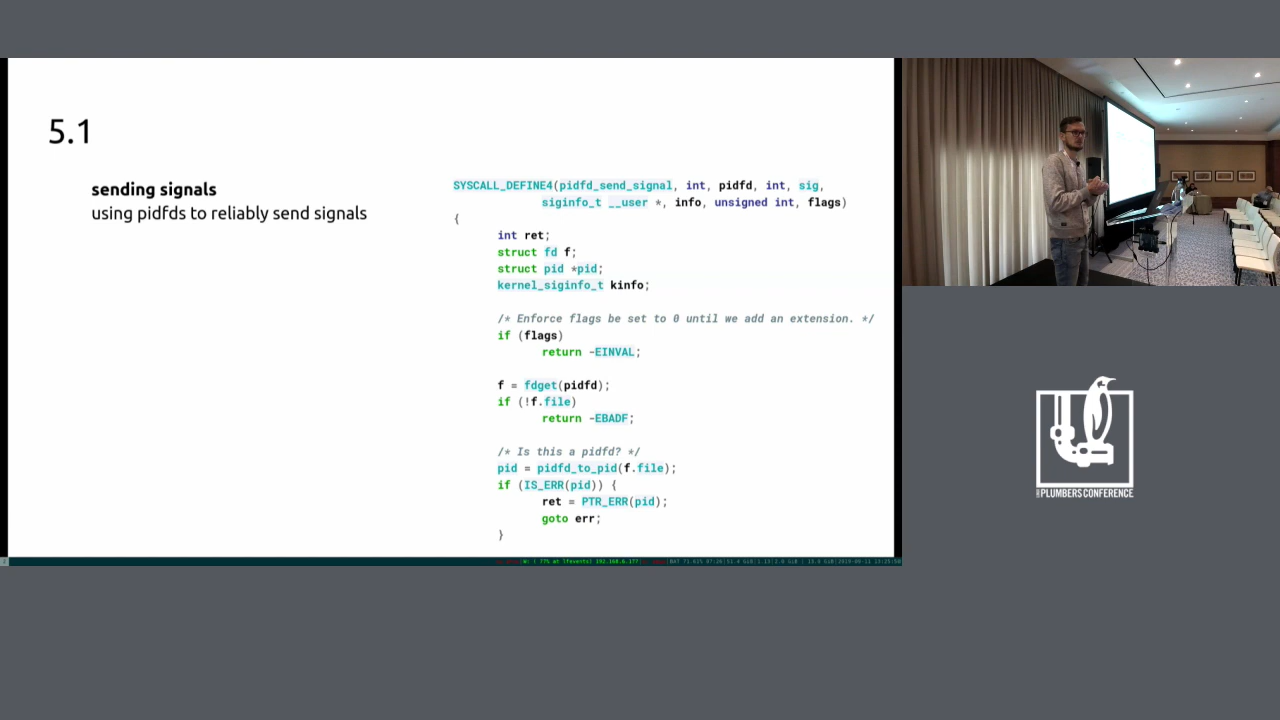 5.1
sending signals
using pidfds to reliably send signals
SYSCALL_DEFINE4(pidfd_send_signal, int, pidfd, int, sig,
siginfo_t __user *, info, unsigned int, flags)
{
int ret;
struct fd f;
struct pid *pid;
kernel_siginfo_t kinfo;
/* Enforce flags be set to 0 until we add an extension. */
if (flags)
return -EINVAL;
f = fdget(pidfd);
if (!f.file)
return -EBADF;
/* Is this a pidfd? */
pid = pidfd_to_pid(f.file);
if (IS_ERR(pid)) {
ret = PTR_ERR(pid);
goto err;
}
PLUMBERS CONFERENCE